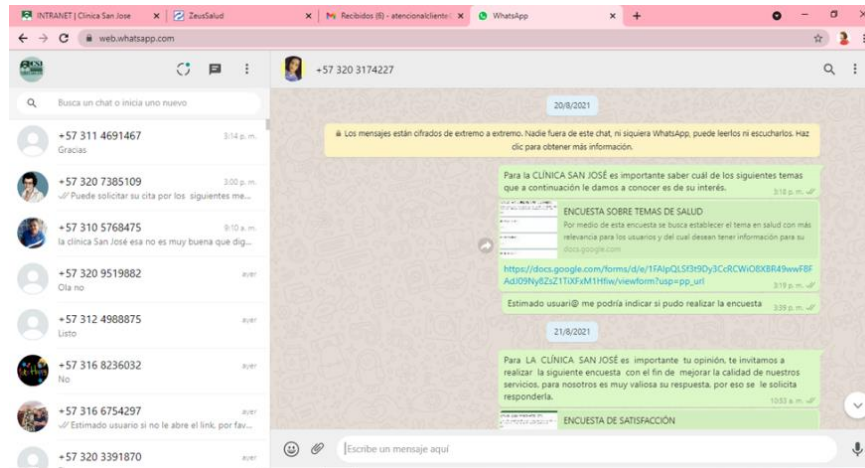 INTRANET | Clinica San Jose
ZeusSalud
Recibidos (6) - atencionalcliente
WhatsApp
web.whatsapp.com
+57 320 3174227
Busca un chat o inicia uno nuevo
+57 311 4691467
3:14 p. m.
Gracias
+57 320 7385109
3:00 p. m.
Puede solicitar su cita por los siguientes me...
+57 310 5768475
9:10 a. m.
la clinica San José esa no es muy buena que dig...
+57 320 9519882
ayer
Ola no
+57 312 4988875
ayer
Listo
+57 316 8236032
ayer
No
+57 316 6754297
ayer
Estimado usuario si no le abre el link, por fav...
+57 320 3391870
ayer
20/8/2021
Los mensajes están cifrados de extremo a extremo. Nadie fuera de este chat, ni siquiera WhatsApp, puede leerlos ni escucharlos. Haz
clic para obtener más información.
Para la CLÍNICA SAN JOSÉ es importante saber cuál de los siguientes temas
que a continuación le damos a conocer es de su interés.
3:18 p. m.
ENCUESTA SOBRE TEMAS DE SALUD
Por medio de esta encuesta se busca establecer el tema en salud con más
relevancia para los usuarios y del cual desean tener información para su
docs.google.com
3:19 p. m.
Estimado usuari@ me podría indicar si pudo realizar la encuesta
3:39 p. m.
21/8/2021
Para LA CLÍNICA SAN JOSÉ es importante tu opinión, te invitamos a
realizar la siguiente encuesta con el fin de mejorar la calidad de nuestros
servicios, para nosotros es muy valiosa su respuesta, por eso se le solicita
responderla.
10:53 a. m.
ENCUESTA DE SATISFACCIÓN
Escribe un mensaje aquí